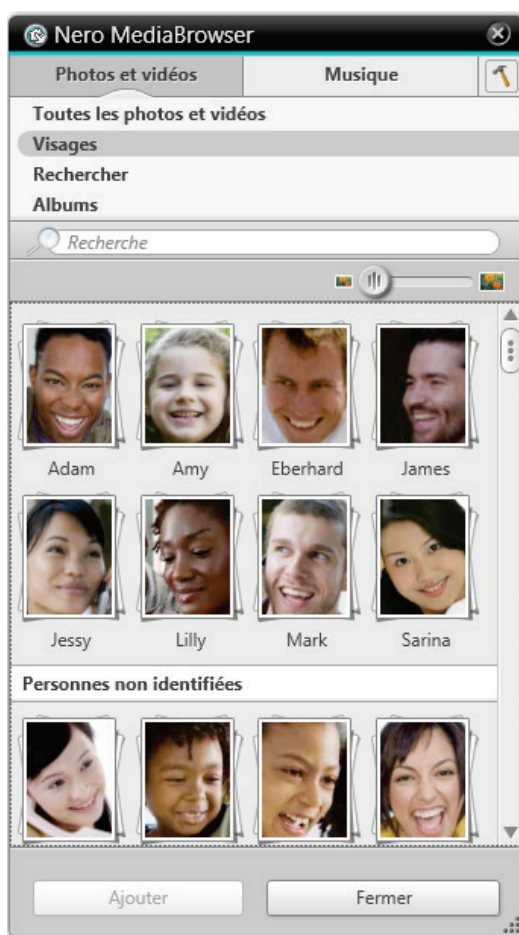 Nero MediaBrowser
Photos et vidéos
Musique
Toutes les photos et vidéos
Visages
Rechercher
Albums
Recherche
Adam
Amy
Eberhard
James
Jessy
Lilly
Mark
Sarina
Personnes non identifiées
Ajouter
Fermer